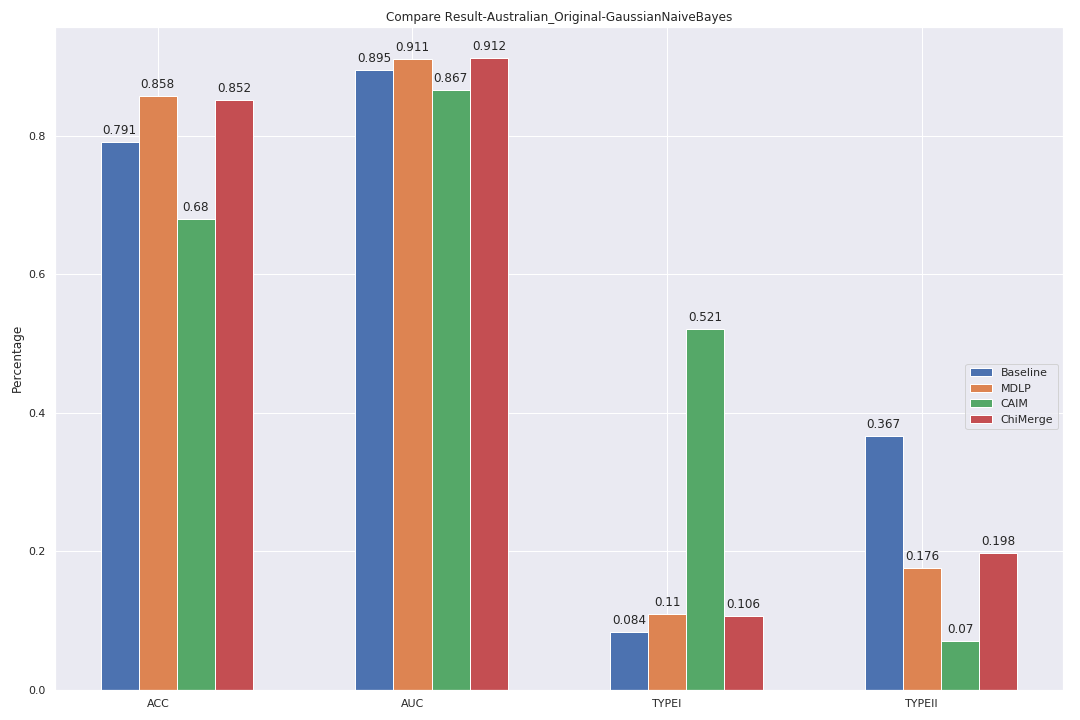 Compare Result-Australian_Original-GaussianNaiveBayes
Percentage
0.8
0.6
0.4
0.2
0.0
0.791
0.858
0.68
0.852
0.895
0.911
0.867
0.912
0.084
0.11
0.521
0.106
0.367
0.176
0.07
0.198
ACC
AUC
TYPEI
TYPEII
Baseline
MDLP
CAIM
ChiMerge